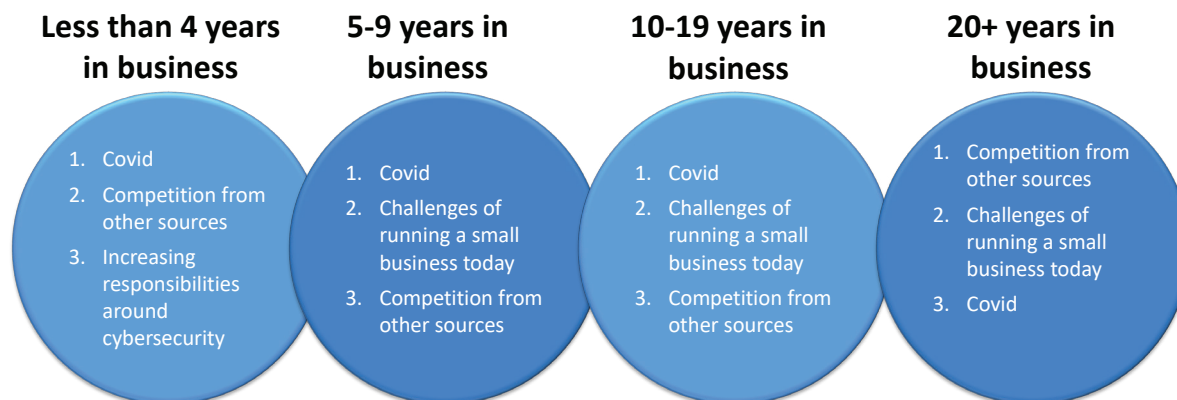 Less than 4 years
in business
1. Covid
2. Competition from
other sources
3. Increasing
responsibilities
around
cybersecurity
5-9 years in
business
1. Covid
2. Challenges of
running a small
business today
3. Competition from
other sources
10-19 years in
business
1. Covid
2. Challenges of
running a small
business today
3. Competition from
other sources
20+ years in
business
1. Competition from
other sources
2. Challenges of
running a small
business today
3. Covid